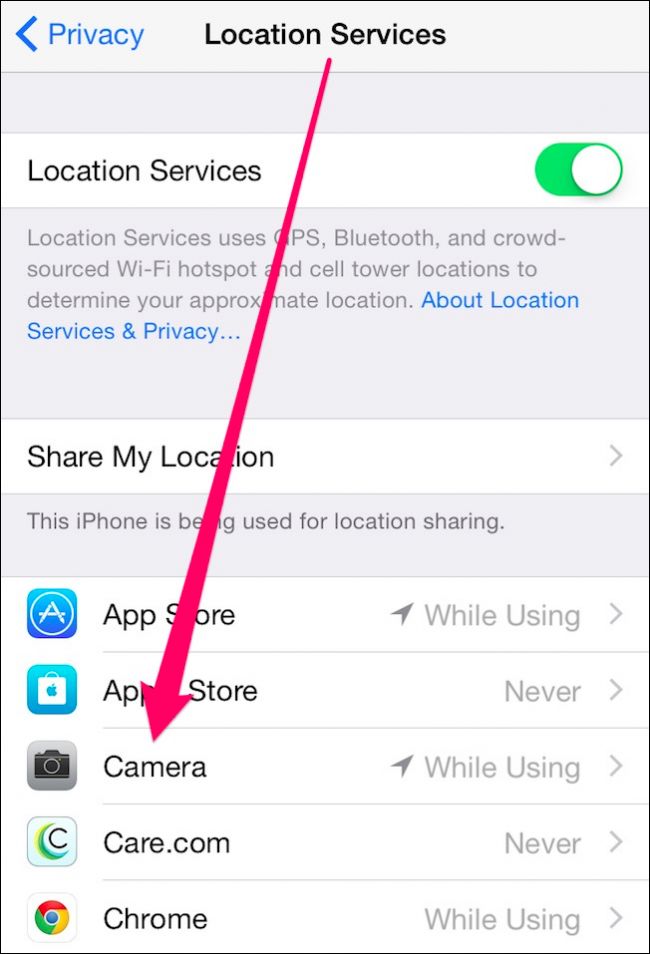 Privacy Location Services
Location Services
Location Services uses GPS, Bluetooth, and crowd-
sourced Wi-Fi hotspot and cell tower locations to
determine your approximate location. About Location
Services & Privacy...
Share My Location
This iPhone is being used for location sharing.
App Store While Using
Apple Store Never
Camera While Using
Care.com Never
Chrome While Using